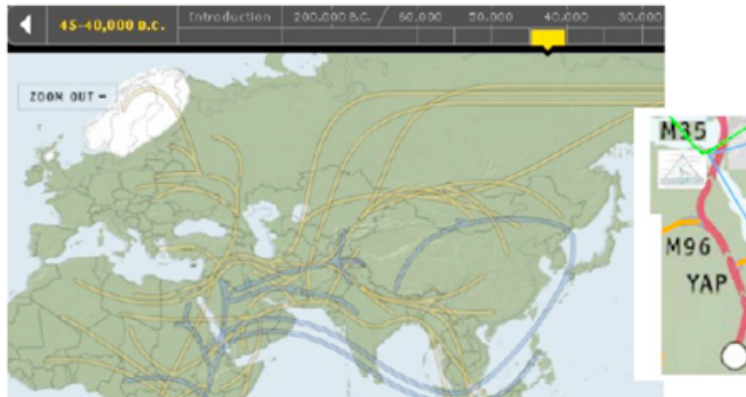 45-40,000 B.C.
Introduction 200,000 B.C. 60,000 50,000 40,000 30,000
ZOOM OUT -
M35
M96
YAP